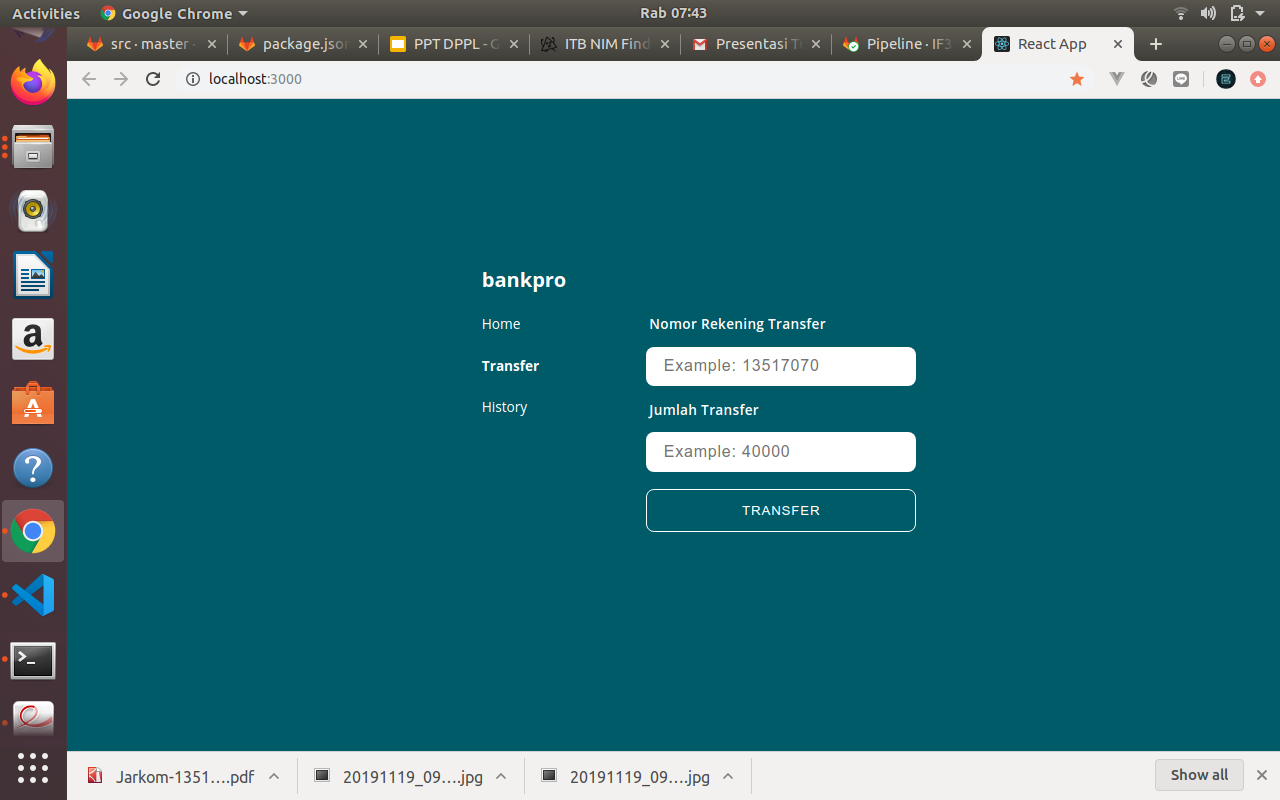 Activities Google Chrome Rab 07:43
src · master - package.json PPT DPPL - G ITB NIM Find Presentasi T Pipeline · IF3 React App
localhost:3000
bankpro
Home
Transfer
History
Nomor Rekening Transfer
Example: 13517070
Jumlah Transfer
Example: 40000
TRANSFER
Jarkom-1351....pdf 20191119_09....jpg 20191119_09....jpg Show all